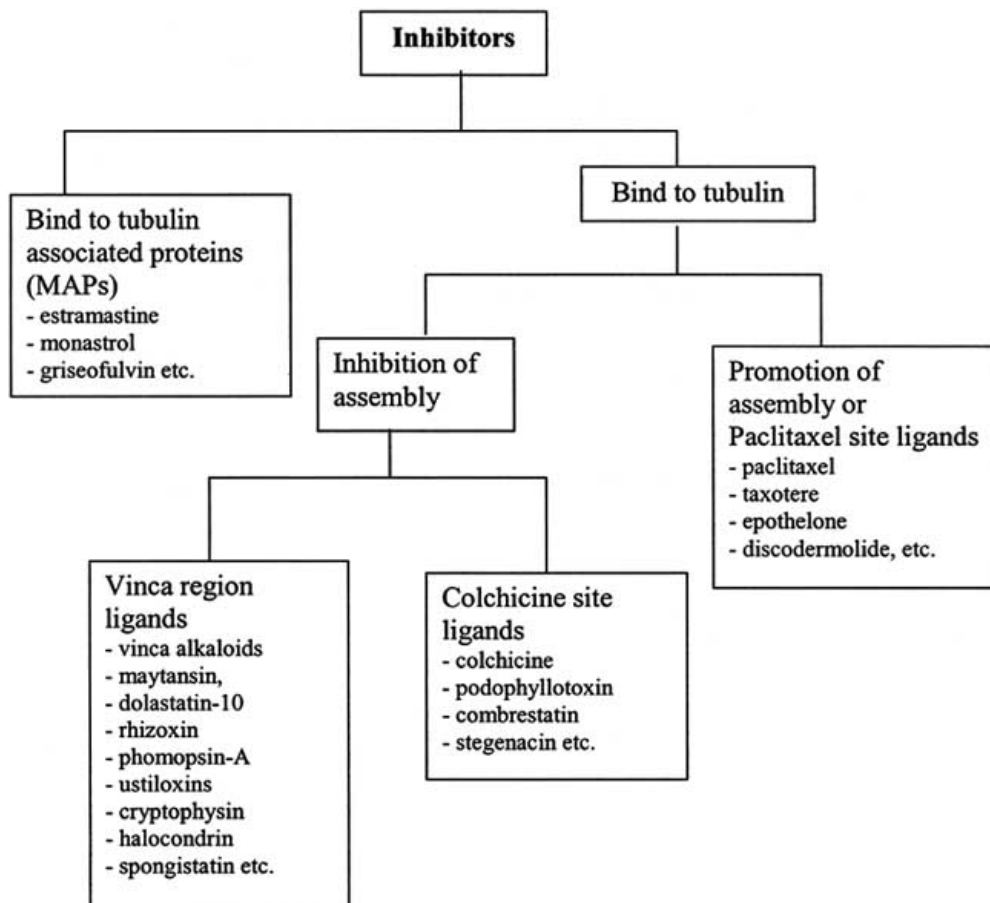 Inhibitors
Bind to tubulin
associated proteins
(MAPs)
- estramastine
- monastrol
- griseofulvin etc.
Bind to tubulin
Inhibition of
assembly
Promotion of
assembly or
Paclitaxel site ligands
- paclitaxel
- taxotere
- epothelone
- discodermolide, etc.
Vinca region
ligands
- vinca alkaloids
- maytansin,
- dolastatin-10
- rhizoxin
- phomopsin-A
- ustiloxins
- cryptophysin
- halocondrin
- spongistatin etc.
Colchicine site
ligands
- colchicine
- podophyllotoxin
- combrestatin
- stegenacin etc.